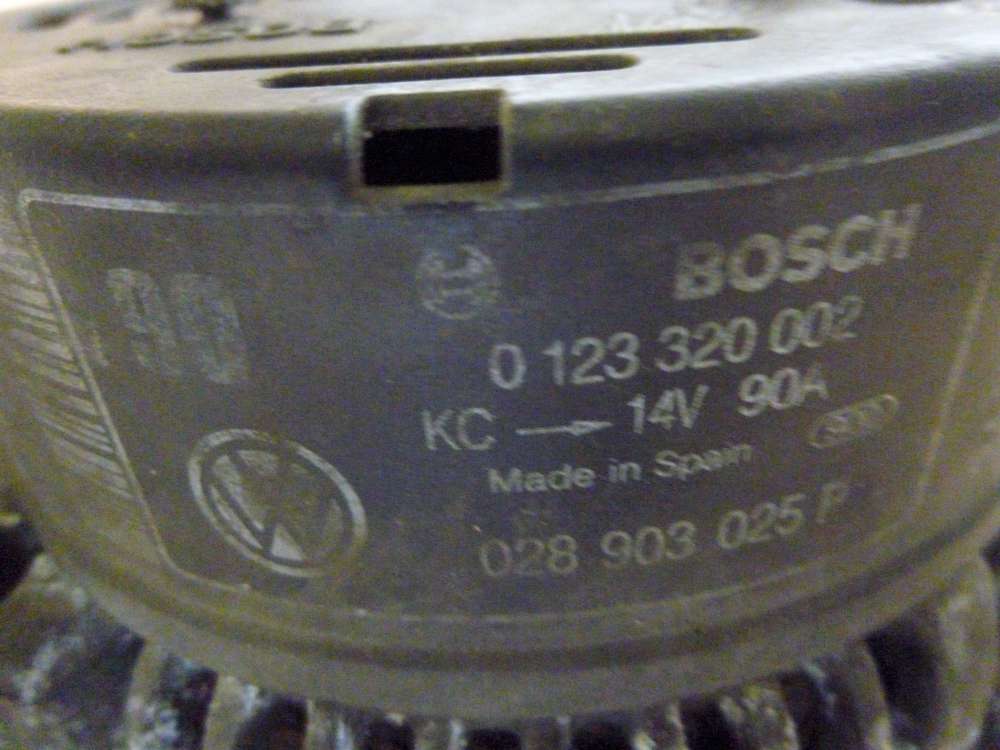 BOSCH
0 123 320 002
KC → 14V 90A
Made in Spain
028 903 025 P